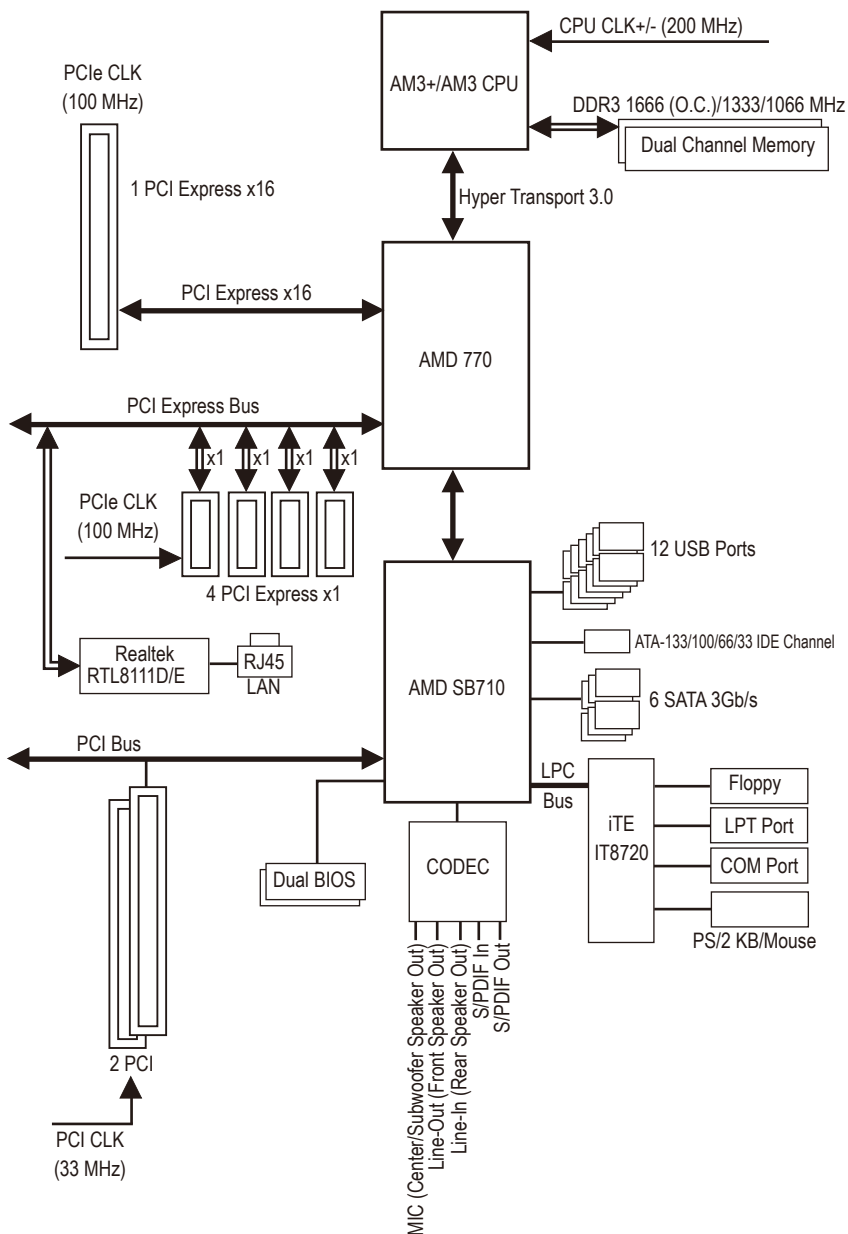 CPU CLK+/- (200 MHz)
AM3+/AM3 CPU
DDR3 1666 (O.C.)/1333/1066 MHz
Dual Channel Memory
Hyper Transport 3.0
PCIe CLK
(100 MHz)
1 PCI Express x16
PCI Express x16
AMD 770
PCI Express Bus
x1
x1
x1
x1
PCIe CLK
(100 MHz)
4 PCI Express x1
Realtek
RTL8111D/E
RJ45
LAN
12 USB Ports
ATA-133/100/66/33 IDE Channel
AMD SB710
6 SATA 3Gb/s
PCI Bus
LPC
Bus
iTE
IT8720
Floppy
LPT Port
COM Port
PS/2 KB/Mouse
Dual BIOS
CODEC
MIC (Center/Subwoofer Speaker Out)
Line-Out (Front Speaker Out)
Line-In (Rear Speaker Out)
S/PDIF In
S/PDIF Out
2 PCI
PCI CLK
(33 MHz)